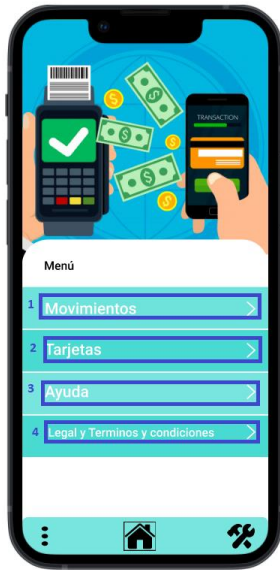 TRANSACTION
Menú
1 Movimientos
2 Tarjetas
3 Ayuda
4 Legal y Terminos y condiciones